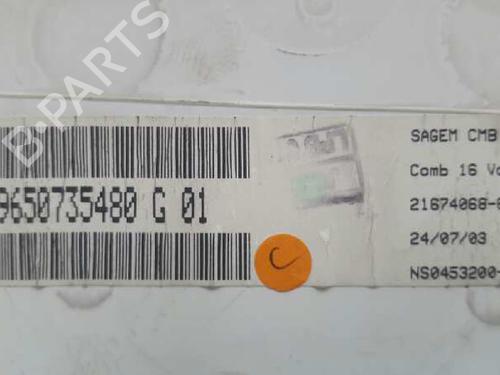 B-PARTS
9650735480 G 01
SAGEM CMB
Comb 16 Vo
21674068-
24/07/03
NS0453200-
C